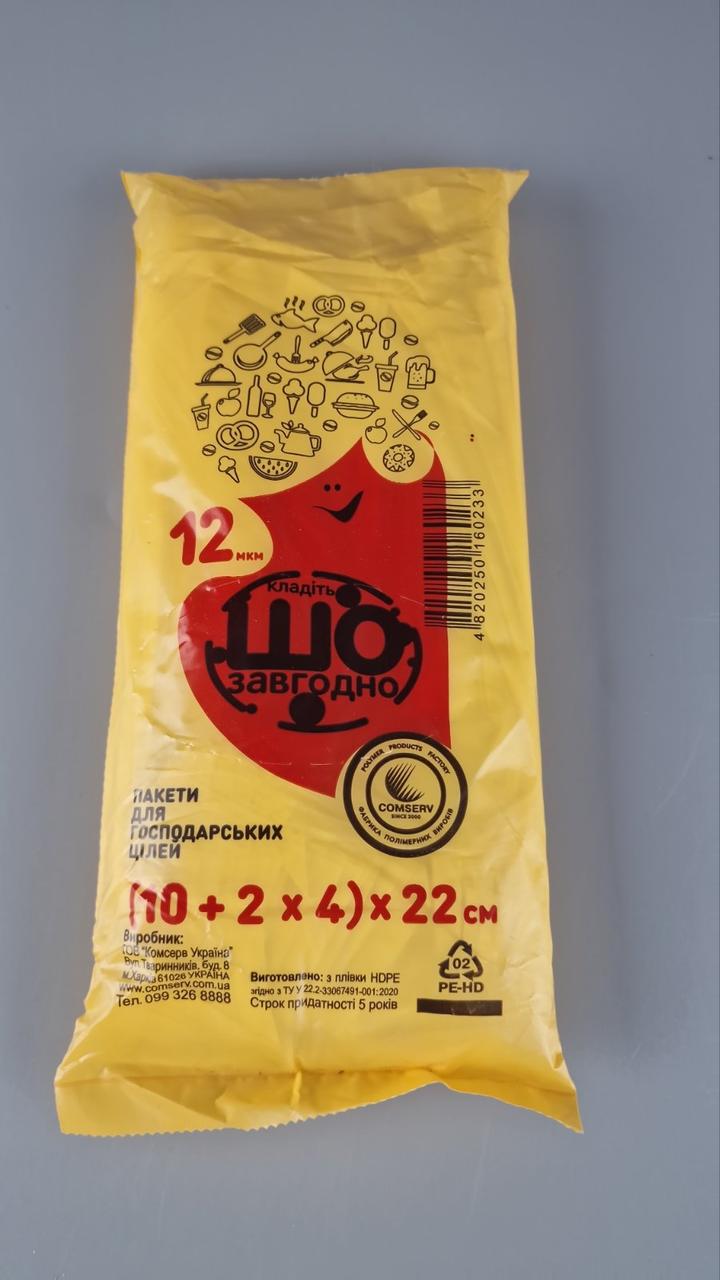 12 мкм
кладіть
шо
завгодно
4 820250 160233
POLYMER PRODUCTS FACTORY
COMSERV
SINCE 2000
ФАБРИКА ПОЛІМЕРНИХ ВИРОБІВ
ПАКЕТИ
ДЛЯ
ГОСПОДАРСЬКИХ
ЦІЛЕЙ
(10 + 2 x 4) x 22 см
Виробник:
ТОВ "Комсерв Україна"
Вул.Тваринників, буд. 8
м.Харків 61026 УКРАЇНА
www.comserv.com.ua
Тел. 099 326 8888
Виготовлено: з плівки HDPE
згідно з ТУ У 22.2-33067491-001:2020
Строк придатності 5 років
02
PE-HD